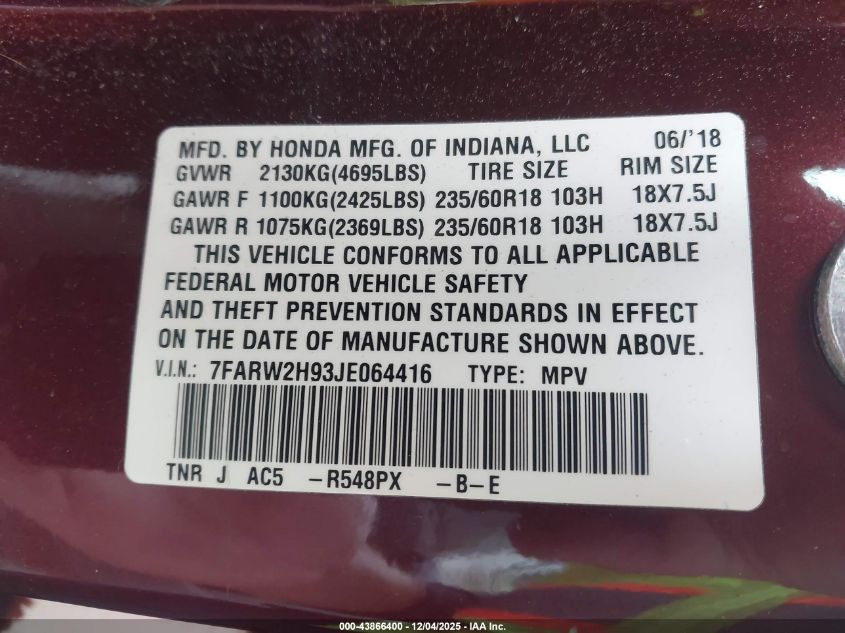 MFD. BY HONDA MFG. OF INDIANA, LLC 06/'18
GVWR 2130KG(4695LBS) TIRE SIZE RIM SIZE
GAWR F 1100KG(2425LBS) 235/60R18 103H 18X7.5J
GAWR R 1075KG(2369LBS) 235/60R18 103H 18X7.5J
THIS VEHICLE CONFORMS TO ALL APPLICABLE
FEDERAL MOTOR VEHICLE SAFETY
AND THEFT PREVENTION STANDARDS IN EFFECT
ON THE DATE OF MANUFACTURE SHOWN ABOVE.
V.I.N.: 7FARW2H93JE064416 TYPE: MPV
TNR J AC5 -R548PX -B-E
000-43866400 - 12/04/2025 - IAA Inc.